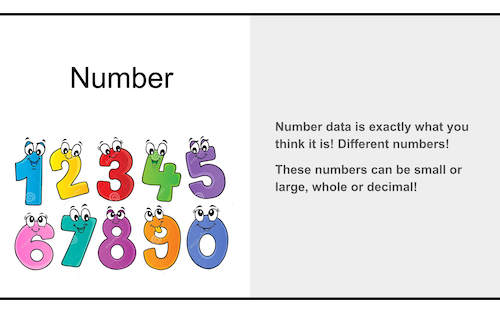 Number
1 2 3 4 5
6 7 8 9 0
Number data is exactly what you
think it is! Different numbers!
These numbers can be small or
large, whole or decimal!